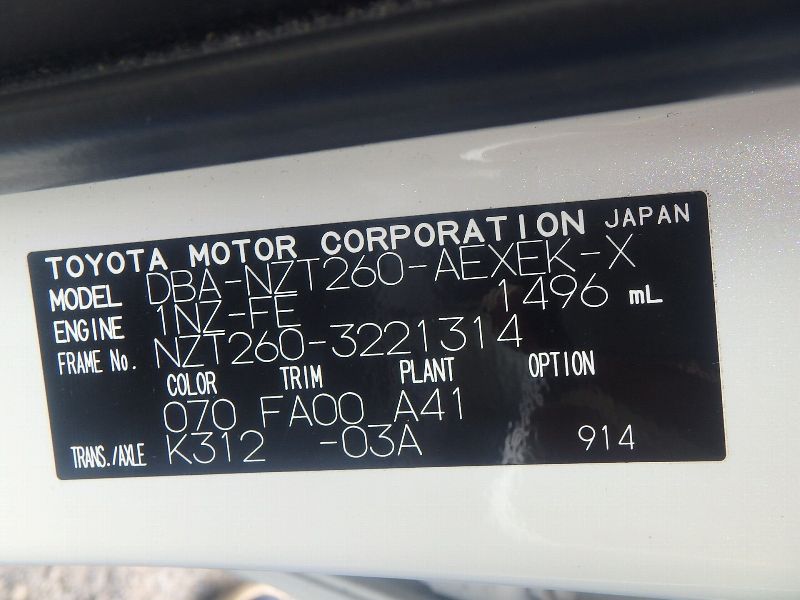 TOYOTA MOTOR CORPORATION JAPAN
MODEL DBA-NZT260-AEXEK-X
ENGINE 1NZ-FE 1496 mL
FRAME No. NZT260-3221314
COLOR TRIM PLANT OPTION
070 FA00 A41
TRANS./AXLE K312 -03A 914